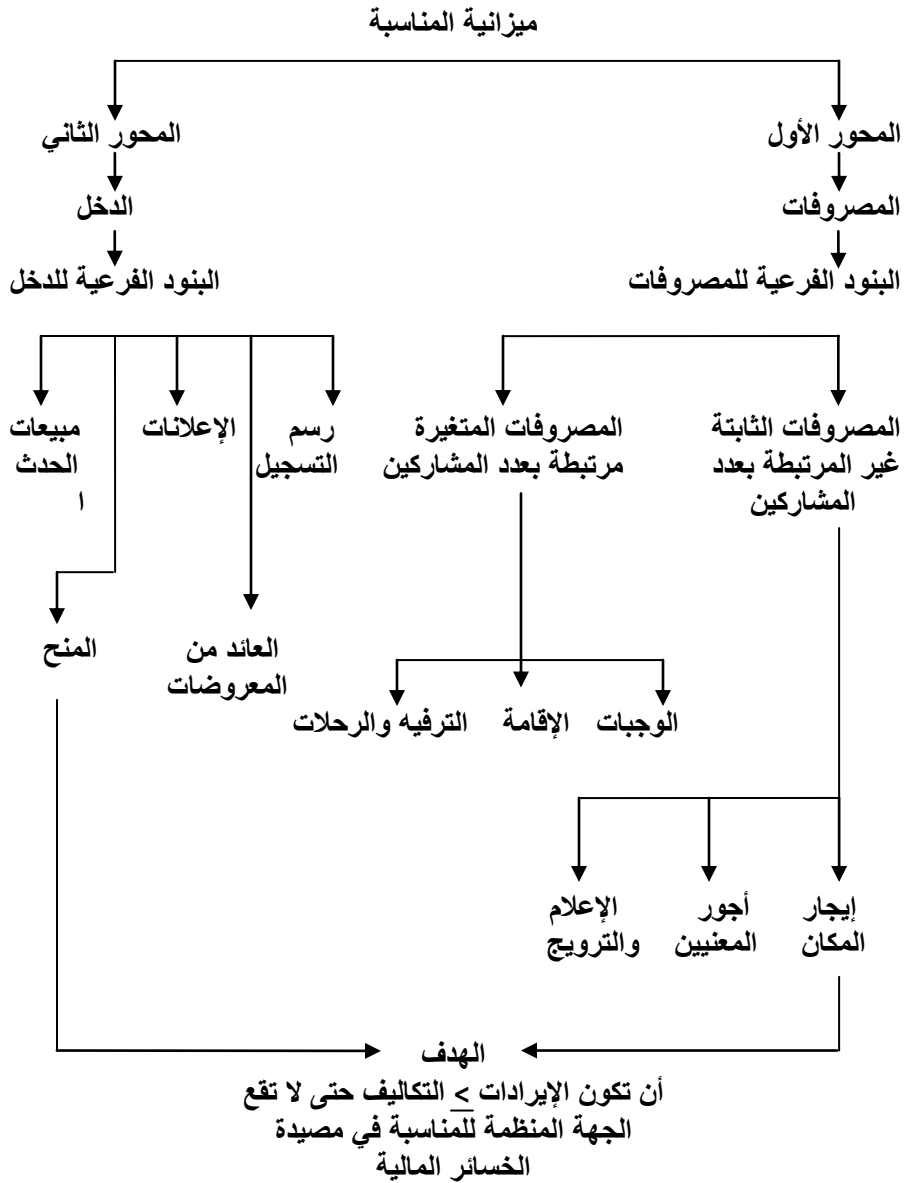 ميزانية المناسبة
المحور الأول
المحور الثاني
المصروفات
الدخل
البنود الفرعية للمصروفات
البنود الفرعية للدخل
المصروفات الثابتة
غير المرتبطة بعدد
المشاركين
المصروفات المتغيرة
مرتبطة بعدد المشاركين
رسم
التسجيل
الإعلانات
مبيعات
الحدث
ا
العائد من
المعروضات
المنح
الوجبات
الإقامة
الترفيه والرحلات
إيجار
المكان
أجور
المعنيين
الإعلام
والترويج
الهدف
أن تكون الإيرادات > التكاليف حتى لا تقع
الجهة المنظمة للمناسبة في مصيدة
الخسائر المالية